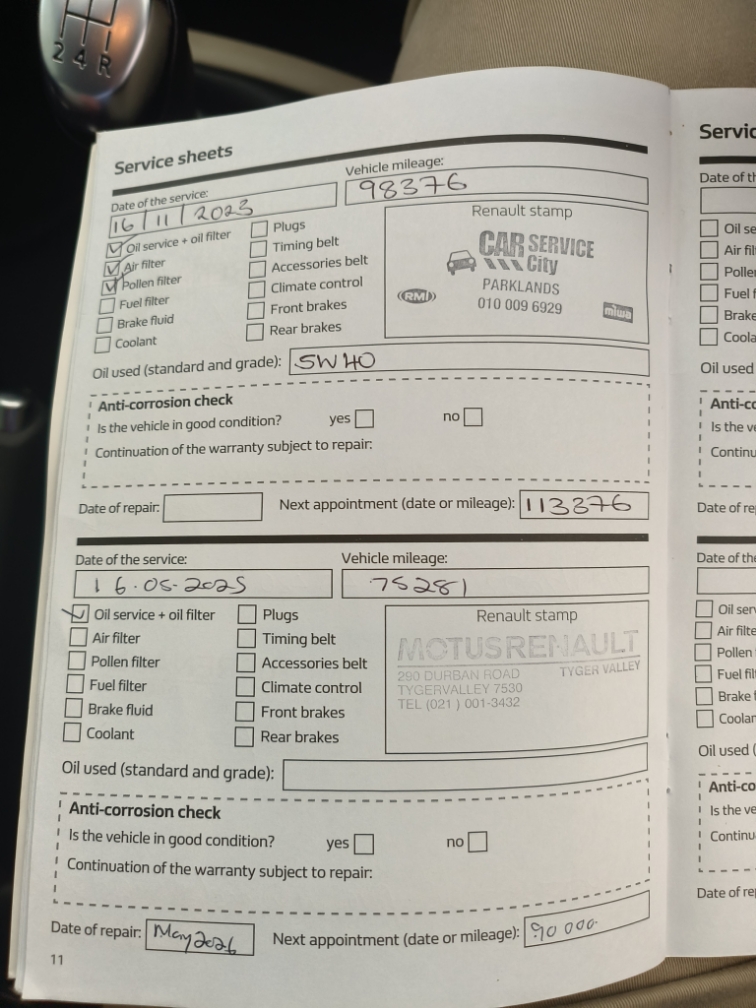 2 4 R
Service sheets
Date of the service:
Vehicle mileage:
16/11/2023
98376
Oil service + oil filter
Air filter
Pollen filter
Fuel filter
Brake fluid
Coolant
Plugs
Timing belt
Accessories belt
Climate control
Front brakes
Rear brakes
Renault stamp
CAR SERVICE
City
PARKLANDS
RMI
010 009 6929
miwa
Oil used (standard and grade):
5W40
Anti-corrosion check
Is the vehicle in good condition? yes no
Continuation of the warranty subject to repair:
Date of repair:
Next appointment (date or mileage): 113376
Date of the service:
Vehicle mileage:
16.05.2025
75281
Oil service + oil filter
Air filter
Pollen filter
Fuel filter
Brake fluid
Coolant
Plugs
Timing belt
Accessories belt
Climate control
Front brakes
Rear brakes
Renault stamp
MOTUS RENAULT
290 DURBAN ROAD TYGER VALLEY
TYGERVALLEY 7530
TEL (021 ) 001-3432
Oil used (standard and grade):
Anti-corrosion check
Is the vehicle in good condition? yes no
Continuation of the warranty subject to repair:
Date of repair: May 2026
Next appointment (date or mileage): 90 000
11
Servic
Date of th
Oil se
Air fil
Polle
Fuel f
Brake
Coola
Oil used
Anti-co
Is the ve
Continu
Date of re
Date of the
Oil serv
Air filte
Pollen
Fuel filt
Brake f
Coolar
Oil used (
Anti-co
Is the ve
Continu
Date of rep